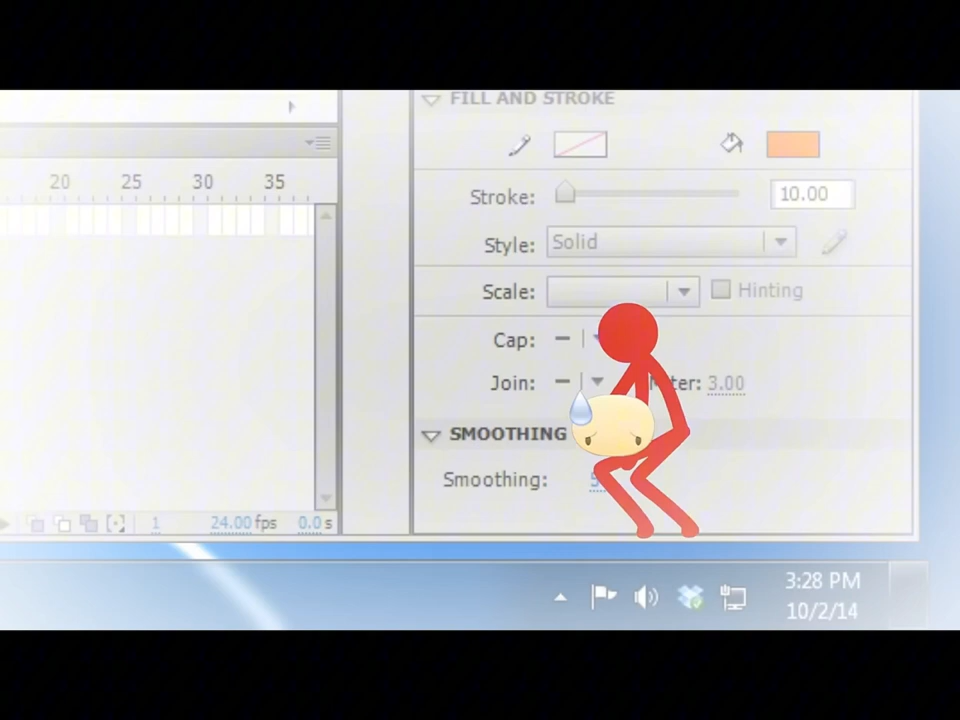 FILL AND STROKE
20 25 30 35
Stroke: 10.00
Style: Solid
Scale: Hinting
Cap:
Join: 3.00
SMOOTHING
Smoothing:
1 24.00 fps 0.0 s
3:28 PM
10/2/14